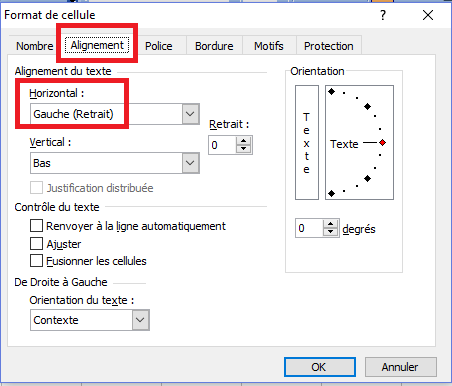 Format de cellule
Nombre
Alignement
Police
Bordure
Motifs
Protection
Alignement du texte
Horizontal :
Gauche (Retrait)
Retrait :
Vertical :
0
Bas
Justification distribuée
Contrôle du texte
Renvoyer à la ligne automatiquement
Ajuster
Fusionner les cellules
De Droite à Gauche
Orientation du texte :
Contexte
Orientation
T
e
x
t
e
Texte
0 degrés
OK
Annuler